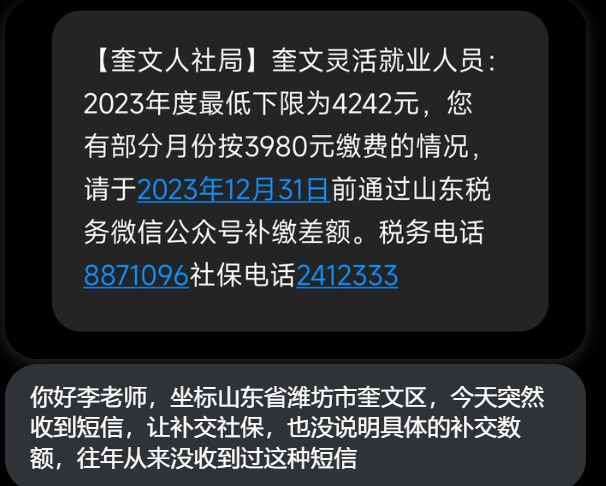 【奎文人社局】奎文灵活就业人员：
2023年度最低下限为4242元，您
有部分月份按3980元缴费的情况，
请于2023年12月31日前通过山东税
务微信公众号补缴差额。税务电话
8871096社保电话2412333
你好李老师，坐标山东省潍坊市奎文区，今天突然
收到短信，让补交社保，也没说明具体的补交数
额，往年从来没收到过这种短信